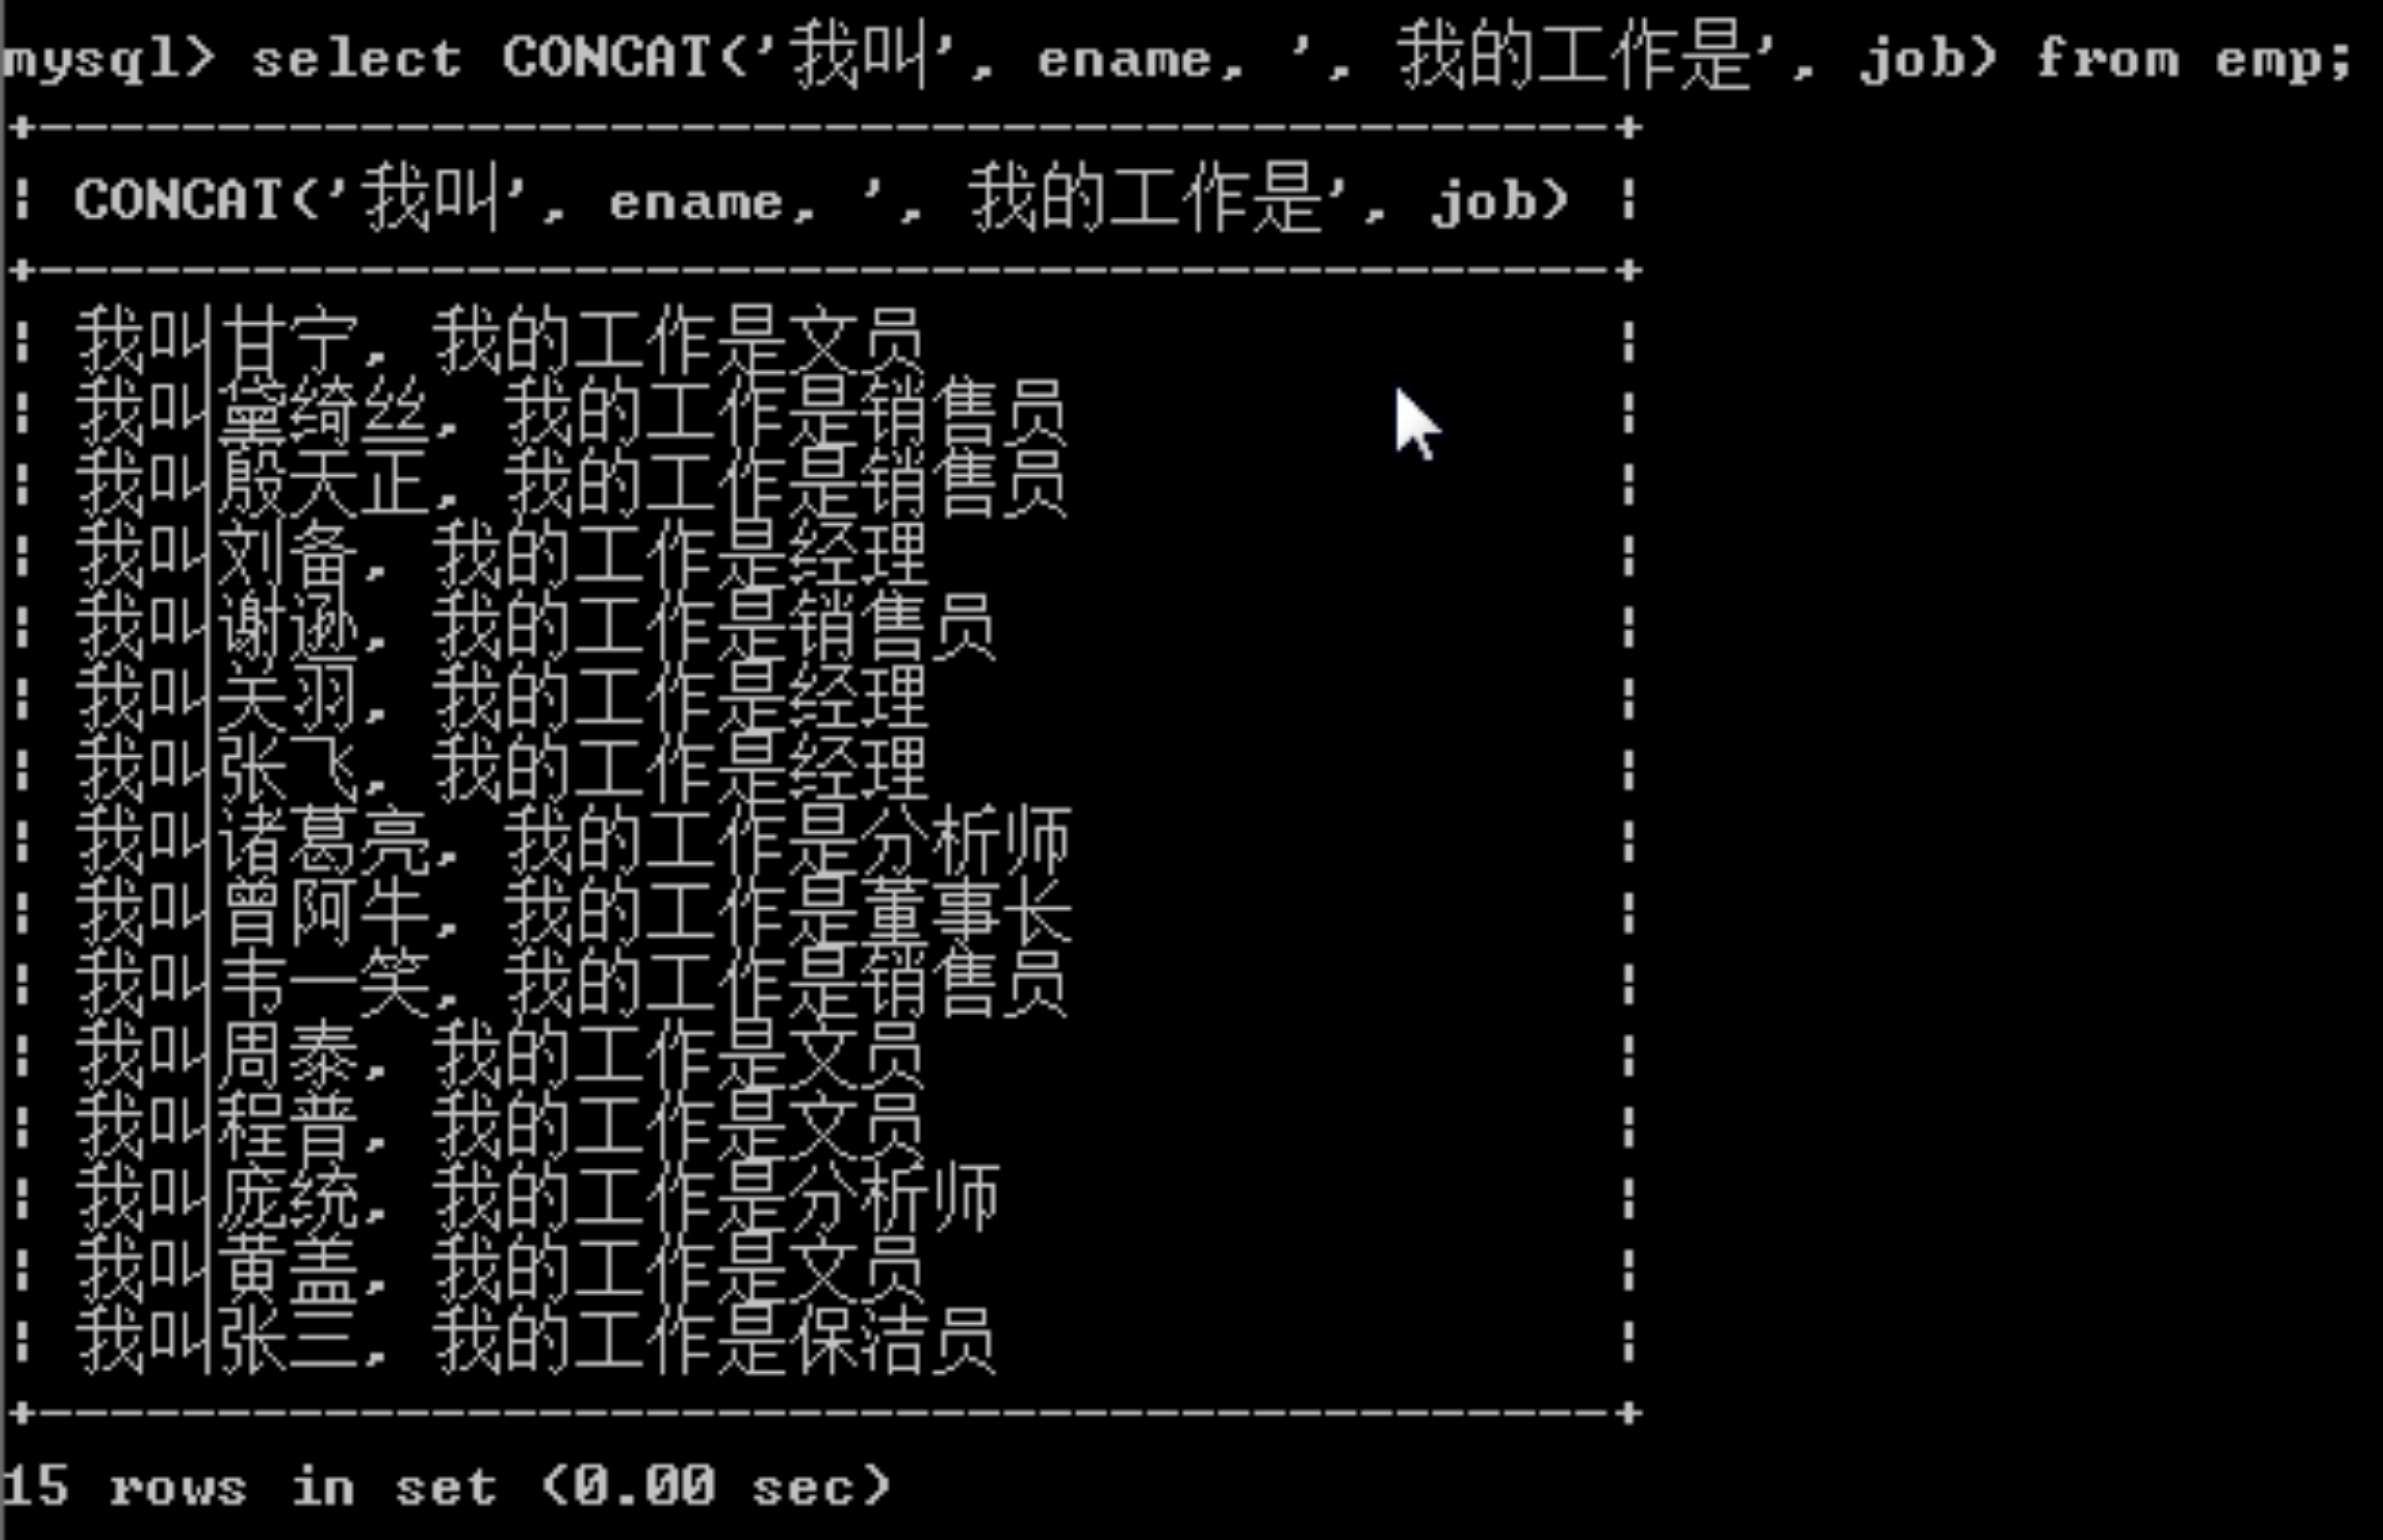 mysql> select CONCAT('我叫', ename, ', 我的工作是', job) from emp;
+--------------------------------------------+
| CONCAT('我叫', ename, ', 我的工作是', job) |
+--------------------------------------------+
| 我叫甘宁, 我的工作是文员 |
| 我叫黛绮丝, 我的工作是销售员 |
| 我叫殷天正, 我的工作是销售员 |
| 我叫刘备, 我的工作是经理 |
| 我叫谢逊, 我的工作是销售员 |
| 我叫关羽, 我的工作是经理 |
| 我叫张飞, 我的工作是经理 |
| 我叫诸葛亮, 我的工作是分析师 |
| 我叫曾阿牛, 我的工作是董事长 |
| 我叫韦一笑, 我的工作是销售员 |
| 我叫周泰, 我的工作是文员 |
| 我叫程普, 我的工作是文员 |
| 我叫庞统, 我的工作是分析师 |
| 我叫黄盖, 我的工作是文员 |
| 我叫张三, 我的工作是保洁员 |
+--------------------------------------------+
15 rows in set (0.00 sec)